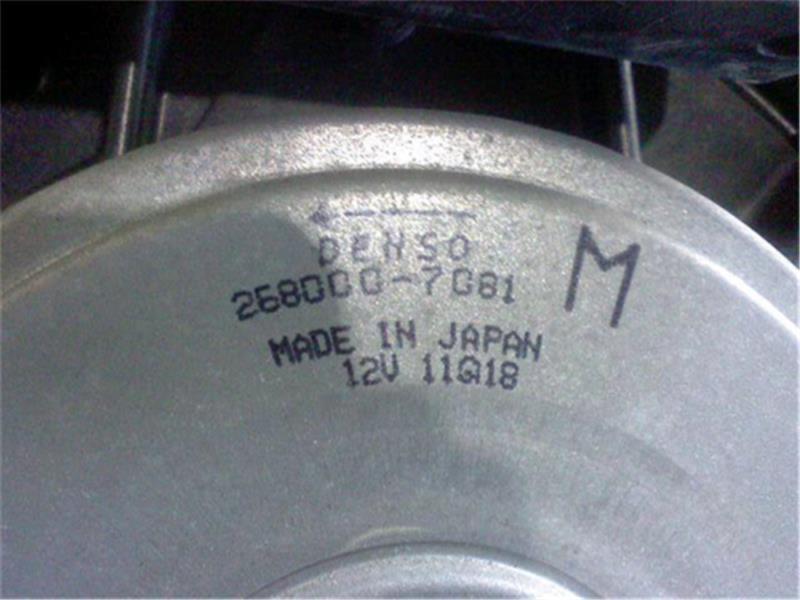 DENSO
268000-7081
M
MADE IN JAPAN
12V 11Q18